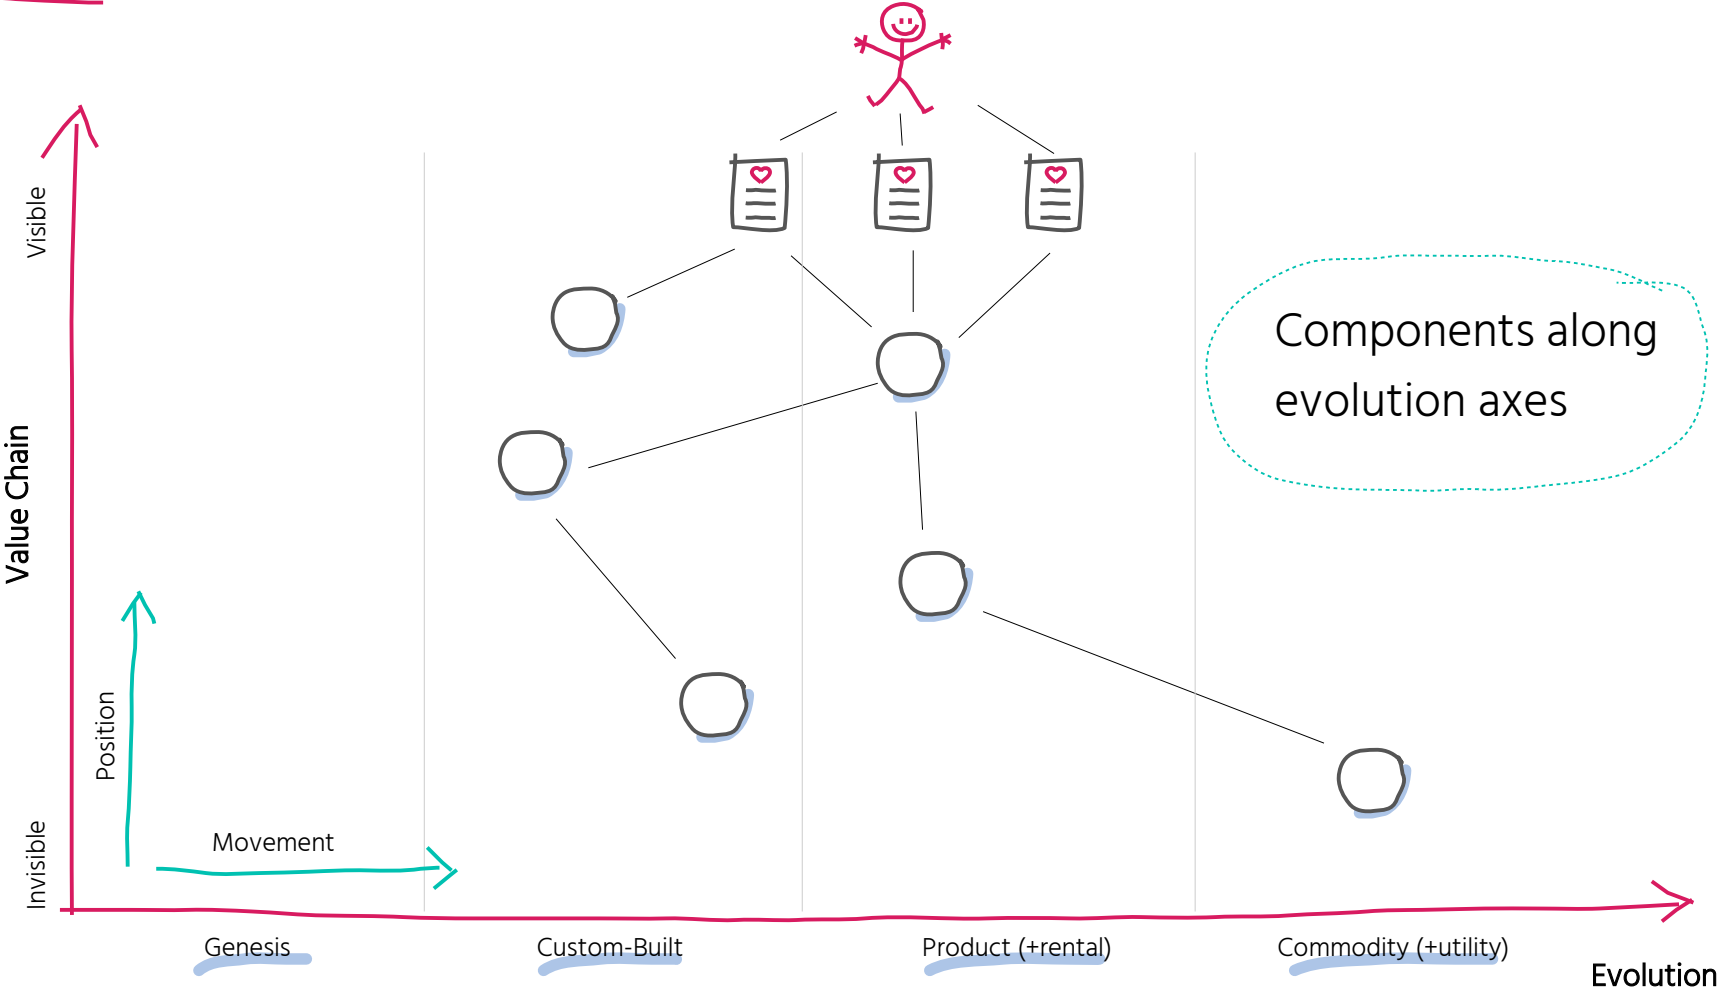 Visible
Components along
evolution axes
Value Chain
Position
Movement
Invisible
Genesis
Custom-Built
Product (+rental)
Commodity (+utility)
Evolution